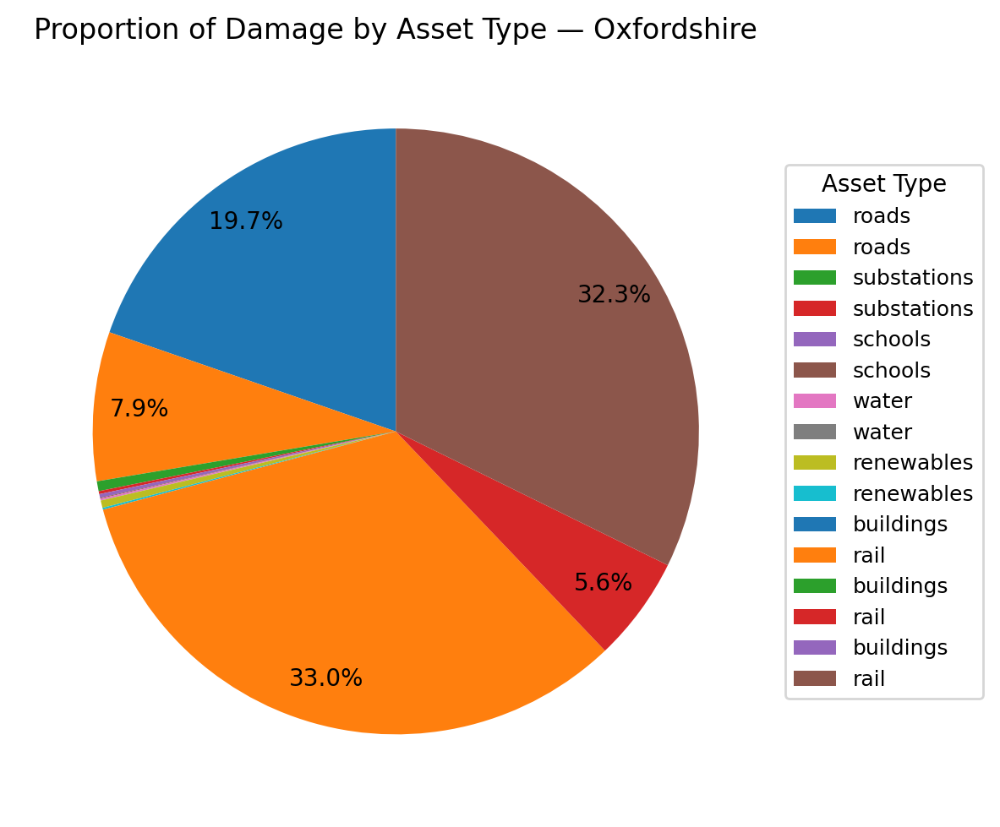 Proportion of Damage by Asset Type — Oxfordshire
19.7%
32.3%
7.9%
5.6%
33.0%
Asset Type
roads
roads
substations
substations
schools
schools
water
water
renewables
renewables
buildings
rail
buildings
rail
buildings
rail